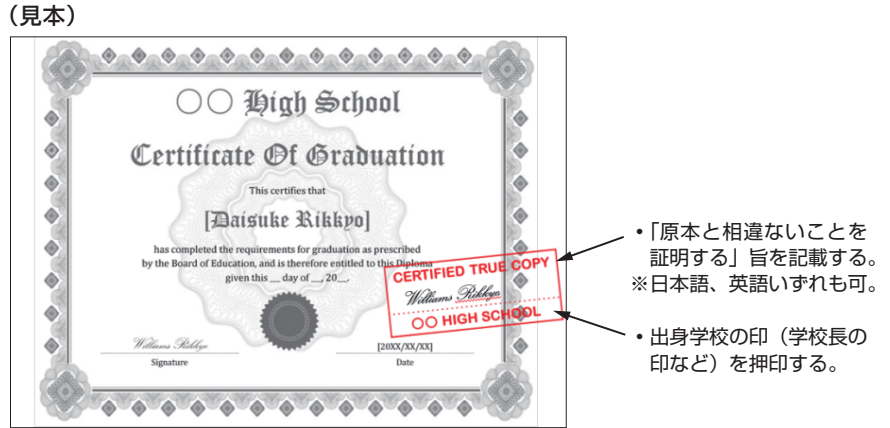 （見本）
○○ High School
Certificate Of Graduation
This certifies that
[Daisuke Rikkyo]
has completed the requirements for graduation as prescribed
by the Board of Education, and is therefore entitled to this Diploma
given this __ day of __, 20__.
CERTIFIED TRUE COPY
Williams Rikkyo
○○ HIGH SCHOOL
Williams Rikkyo
Signature
[20XX/XX/XX]
Date
・「原本と相違ないことを
証明する」旨を記載する。
※日本語、英語いずれも可。
・出身学校の印（学校長の
印など）を押印する。